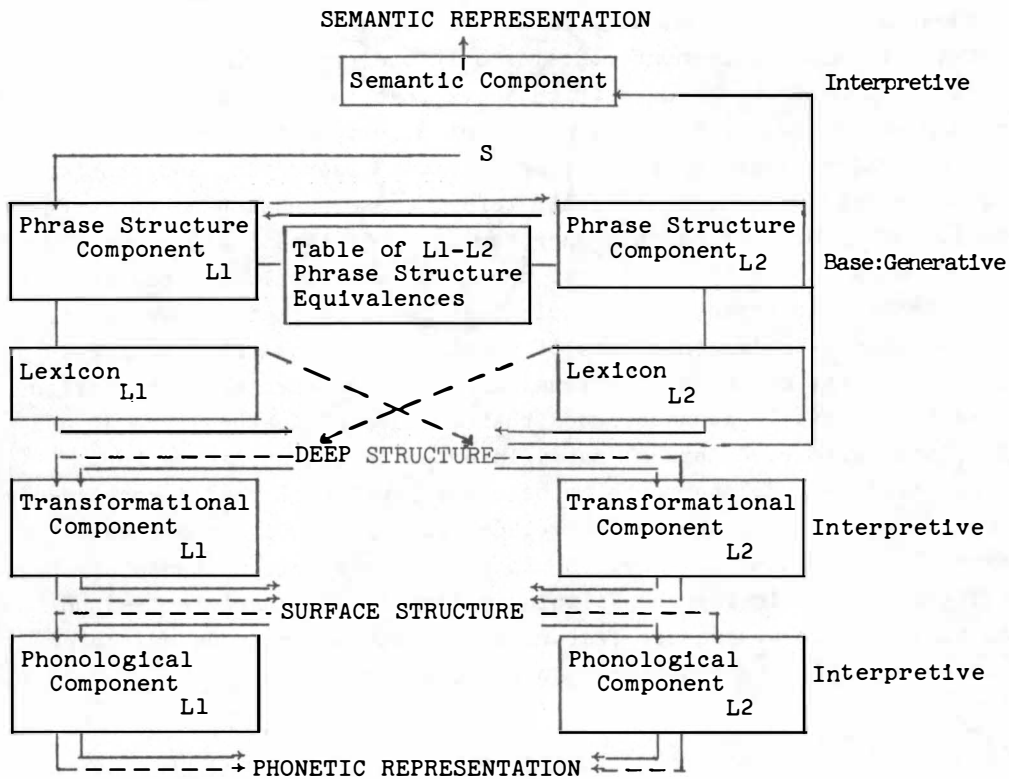 SEMANTIC REPRESENTATION
Semantic Component
Interpretive
S
Phrase Structure
Component
L1
Table of L1-L2
Phrase Structure
Equivalences
Phrase Structure
Component L2
Base:Generative
Lexicon
L1
Lexicon
L2
DEEP STRUCTURE
Transformational
Component
L1
Transformational
Component
L2
Interpretive
SURFACE STRUCTURE
Phonological
Component
L1
Phonological
Component
L2
Interpretive
PHONETIC REPRESENTATION